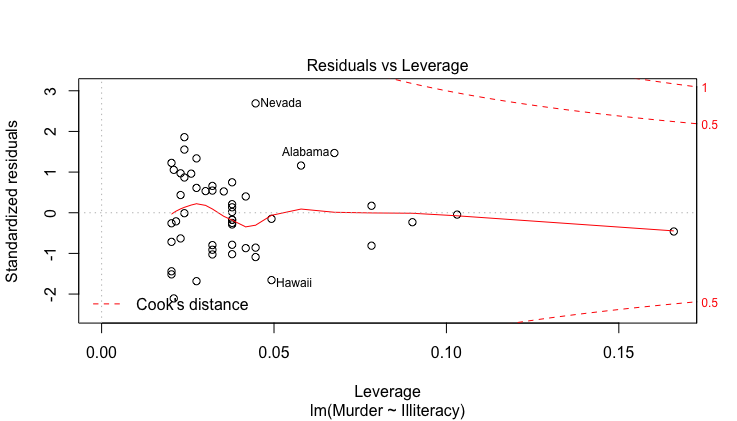 Residuals vs Leverage
Standardized residuals
3
2
1
0
-1
-2
Nevada
Alabama
Hawaii
Cook's distance
1
0.5
0.5
0.00
0.05
0.10
0.15
Leverage
lm(Murder ~ Illiteracy)